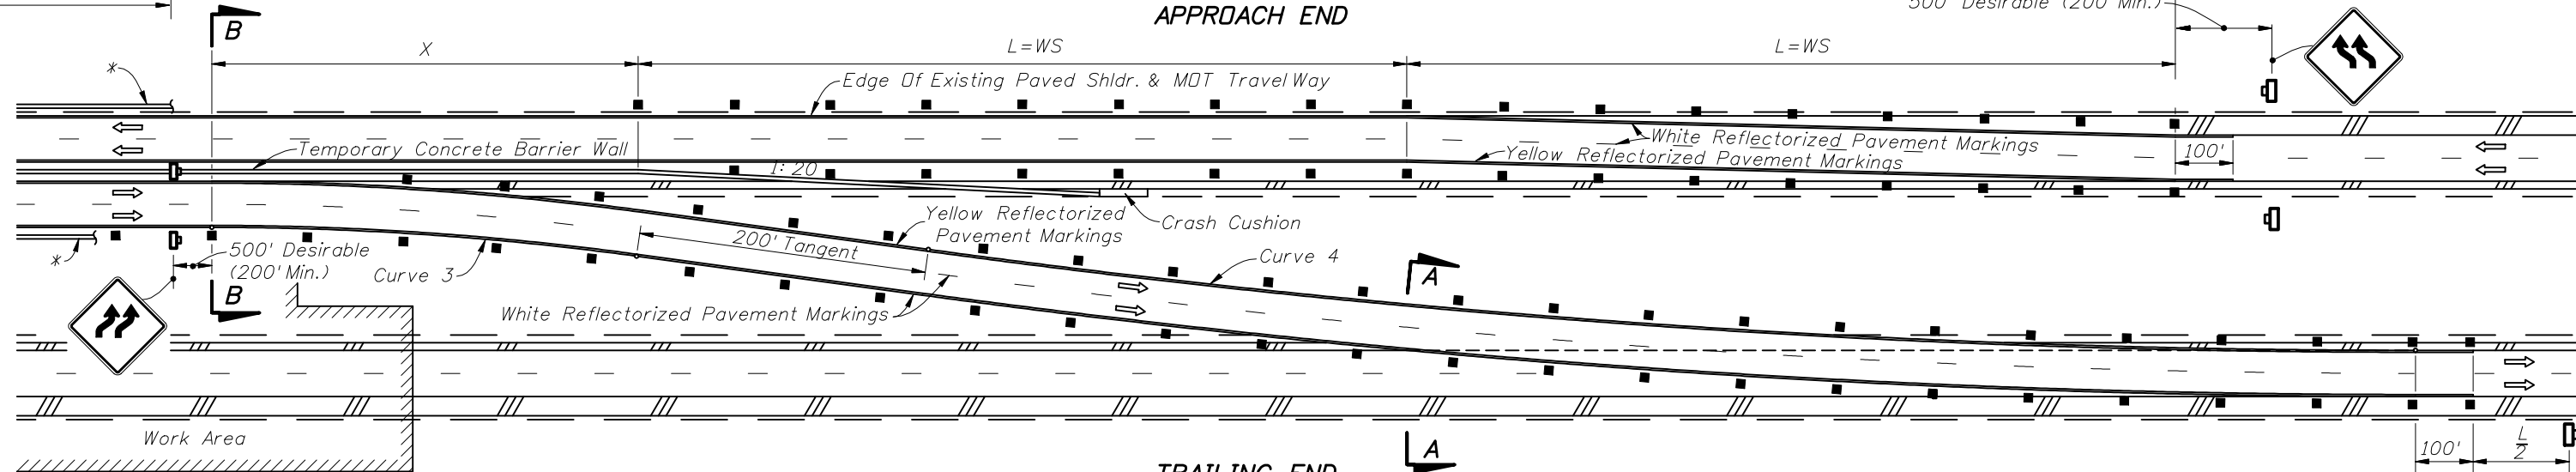 APPROACH END
500' Desirable (200' Min.)
B
X
L=WS
L=WS
*
Edge Of Existing Paved Shldr. & MOT Travel Way
White Reflectorized Pavement Markings
Temporary Concrete Barrier Wall
Yellow Reflectorized Pavement Markings
100'
1: 20
Crash Cushion
Yellow Reflectorized
Pavement Markings
200' Tangent
500' Desirable
(200' Min.)
*
Curve 3
Curve 4
A
B
White Reflectorized Pavement Markings
Work Area
A
100'
L
2
TRAILING END